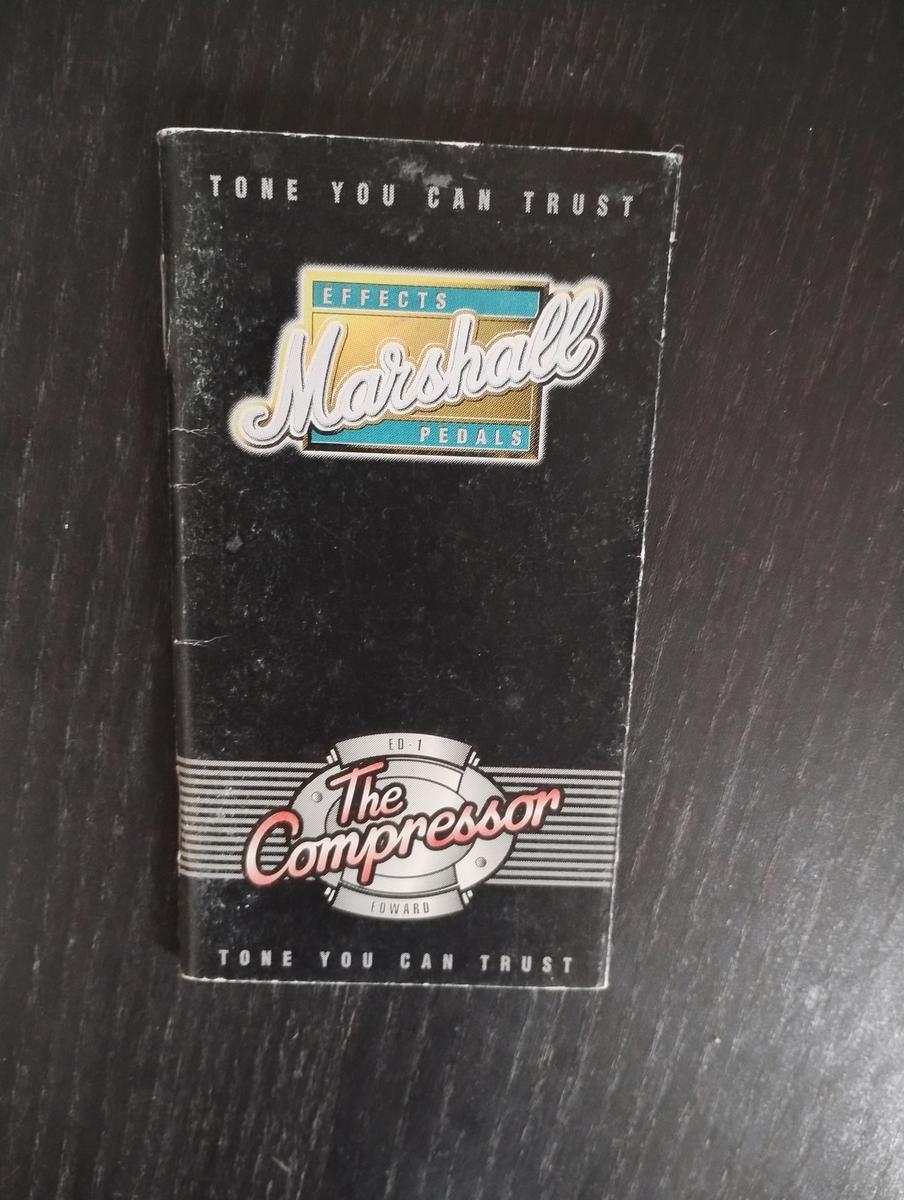 TONE YOU CAN TRUST
EFFECTS
Marshall
PEDALS
ED-1
The
Compressor
EDWARD
TONE YOU CAN TRUST